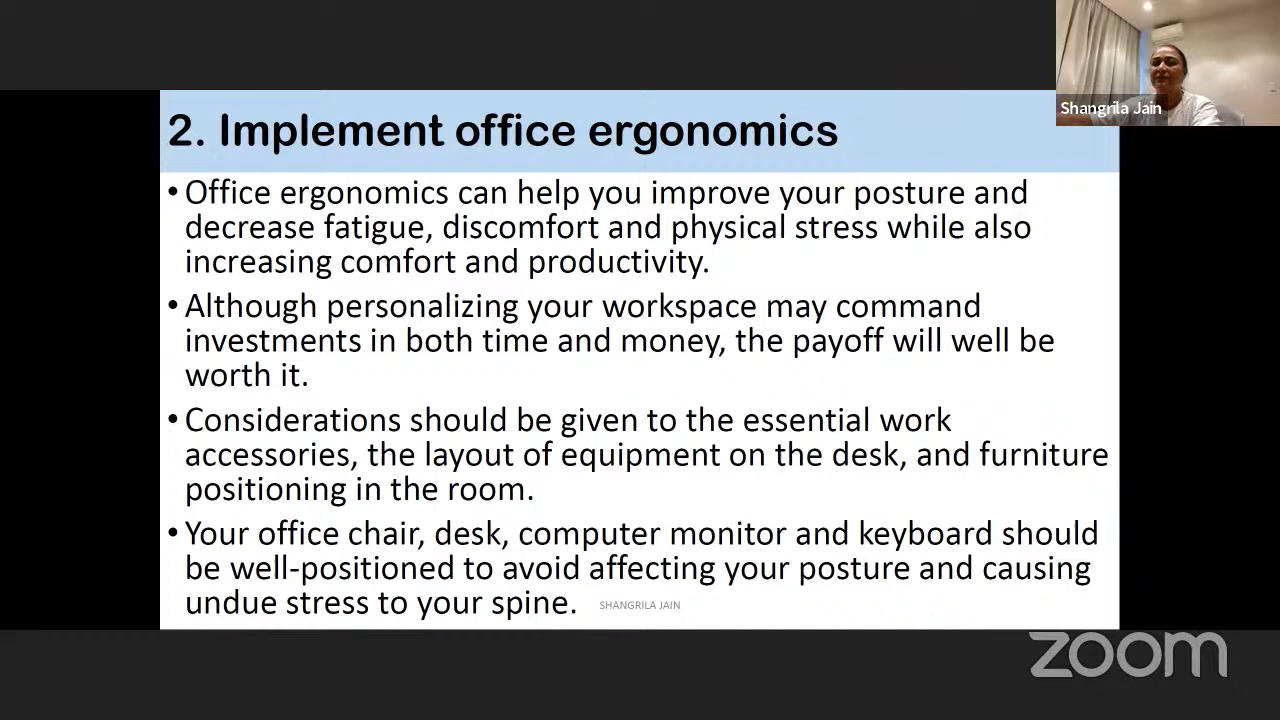 Shangrila Jain
2. Implement office ergonomics
• Office ergonomics can help you improve your posture and
decrease fatigue, discomfort and physical stress while also
increasing comfort and productivity.
• Although personalizing your workspace may command
investments in both time and money, the payoff will well be
worth it.
• Considerations should be given to the essential work
accessories, the layout of equipment on the desk, and furniture
positioning in the room.
• Your office chair, desk, computer monitor and keyboard should
be well-positioned to avoid affecting your posture and causing
undue stress to your spine.
SHANGRILA JAIN
zoom